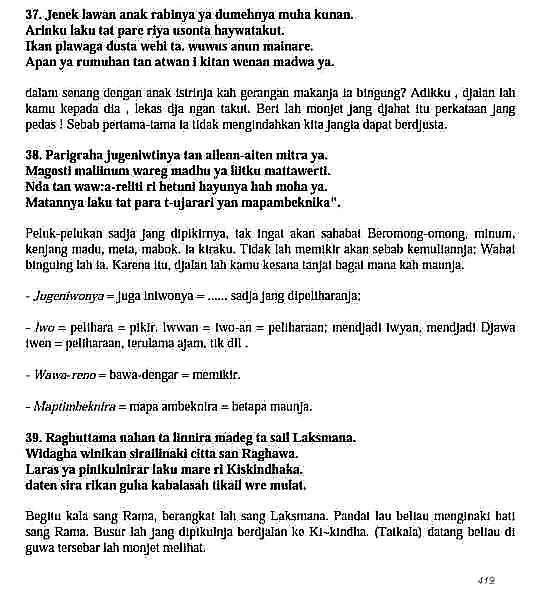 37. Jenek lawan anak rabinya ya dumehnya muha kunan.
Arinku laku tat pare riya usonta haywatakut.
Ikan plawaga dusta wehi ta, wuwus anun mainare.
Apan ya rumuhan tan atwan i kitan wenan madwa ya.
dalam senang dengan anak istrinja kah gerangan makanja ia bingung? Adikku , djalan lah
kamu kepada dia , lekas dja ngan takut. Beri lah monjet jang djahat itu perkataan jang
pedas ! Sebab pertama-tama ia tidak mengindahkan kita jangia dapat berdjusta.
38. Parigraha jugeniwtinya tan ailenn-aiten mitra ya.
Magosti maliinum wareg madhu ya iiitku mattawerti.
Nda tan waw:a-reliti ri hetuni hayunya hah moha ya.
Matannya laku tat para t-ujarari yan mapambeknika".
Peluk-pelukan sadja jang dipikirnya, tak ingat akan sahabat Beromong-omong, minum,
kenjang madu, meta, mabok, ia kiraku. Tidak lah memikir akan sebab kemuliannja; Wahai
binguing lah ia. Karena itu, djalan lah kamu kesana tanjai bagai mana kah maunja.
- Jugeniwonya = juga iniwonya = ...... sadja jang dipeliharanja;
- Iwo = pelihara = pikir. Iwwan = iwo-an = peliharaan; mendjadi iwyan, mendjadi Djawa
iwen = peliharaan, terulama ajam, itik dll .
- Wawa-reno = bawa-dengar = memikir.
- Maptimbeknira = mapa ambeknira = betapa maunja.
39. Raghuttama nahan ta linnira madeg ta sail Laksmana.
Widagha winikan sirailinaki citta san Raghawa.
Laras ya pinikulnirar laku mare ri Kiskindhaka.
daten sira rikan guha kabalasah tikail wre mulat.
Begitu kala sang Rama, berangkat lah sang Laksmana. Pandai lau beliau menginaki hati
sang Rama. Busur lah jang dipikulnja berdjalan ke Ki~kindha. (Taikala) datang beliau di
guwa tersebar lah monjet melihat.
419